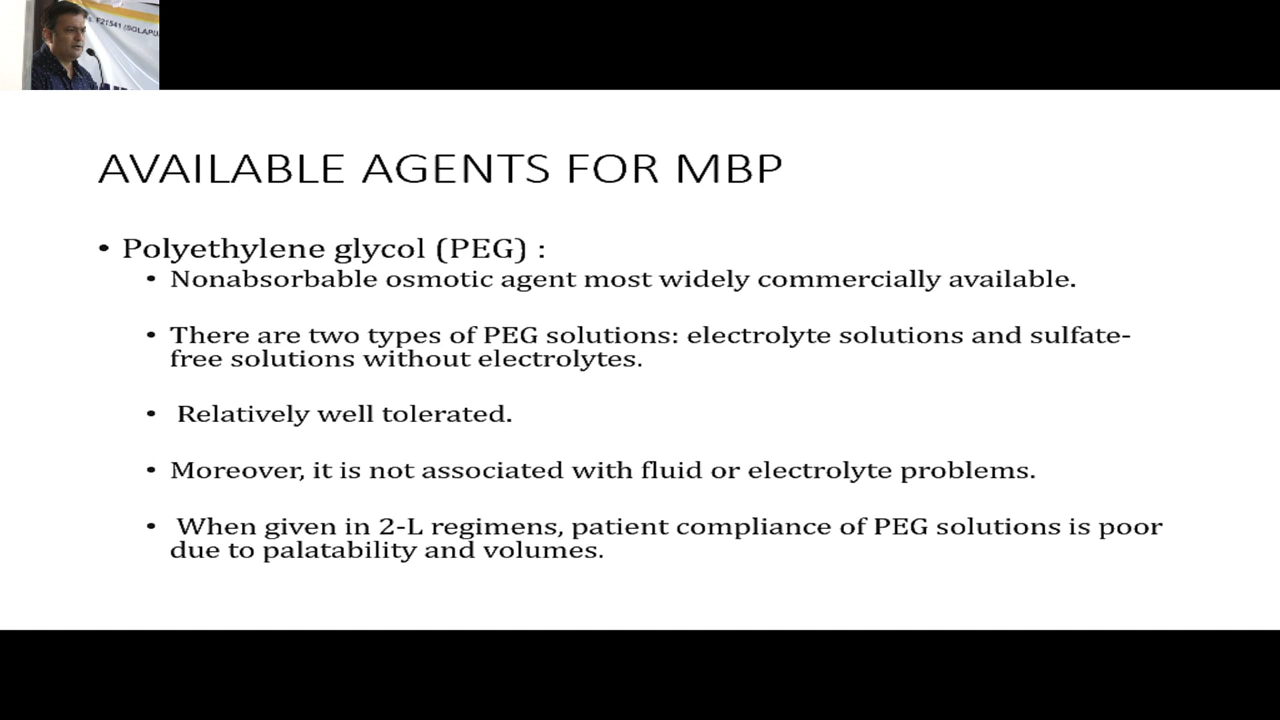 F21541 (SOLAPU
AVAILABLE AGENTS FOR MBP
• Polyethylene glycol (PEG) :
• Nonabsorbable osmotic agent most widely commercially available.
• There are two types of PEG solutions: electrolyte solutions and sulfate-
free solutions without electrolytes.
• Relatively well tolerated.
• Moreover, it is not associated with fluid or electrolyte problems.
• When given in 2-L regimens, patient compliance of PEG solutions is poor
due to palatability and volumes.